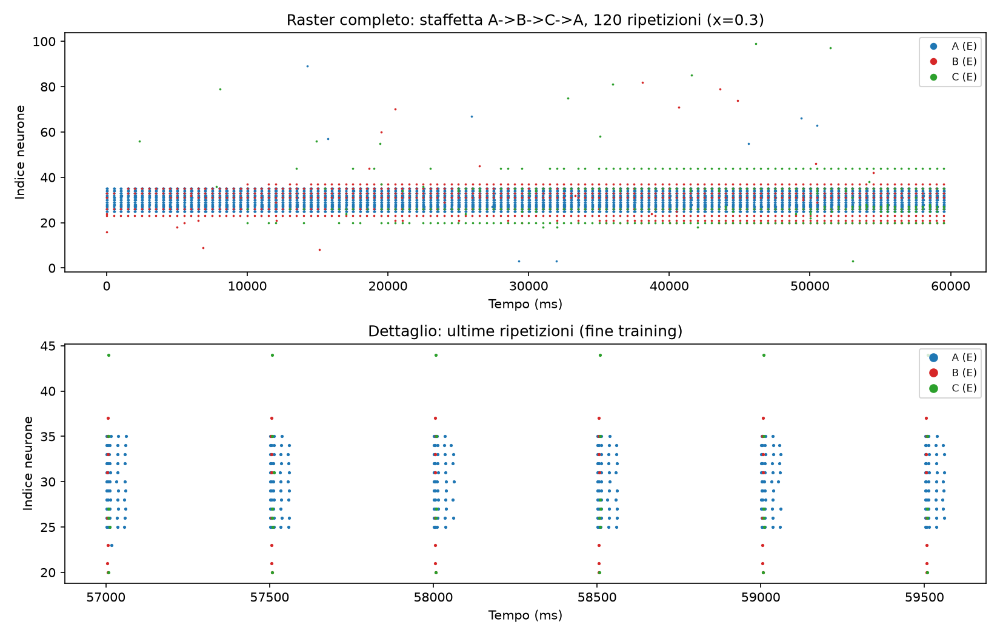 Raster completo: staffetta A->B->C->A, 120 ripetizioni (x=0.3)
100
80
60
40
20
0
Indice neurone
A (E)
B (E)
C (E)
0 10000 20000 30000 40000 50000 60000
Tempo (ms)
Dettaglio: ultime ripetizioni (fine training)
45
40
35
30
25
20
Indice neurone
A (E)
B (E)
C (E)
57000 57500 58000 58500 59000 59500
Tempo (ms)